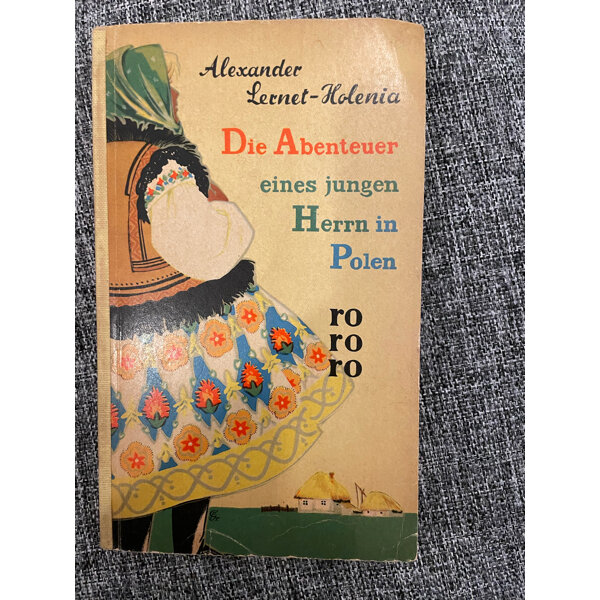 Alexander
Lernet-Holenia
Die Abenteuer
eines jungen
Herrn in
Polen
ro
ro
ro